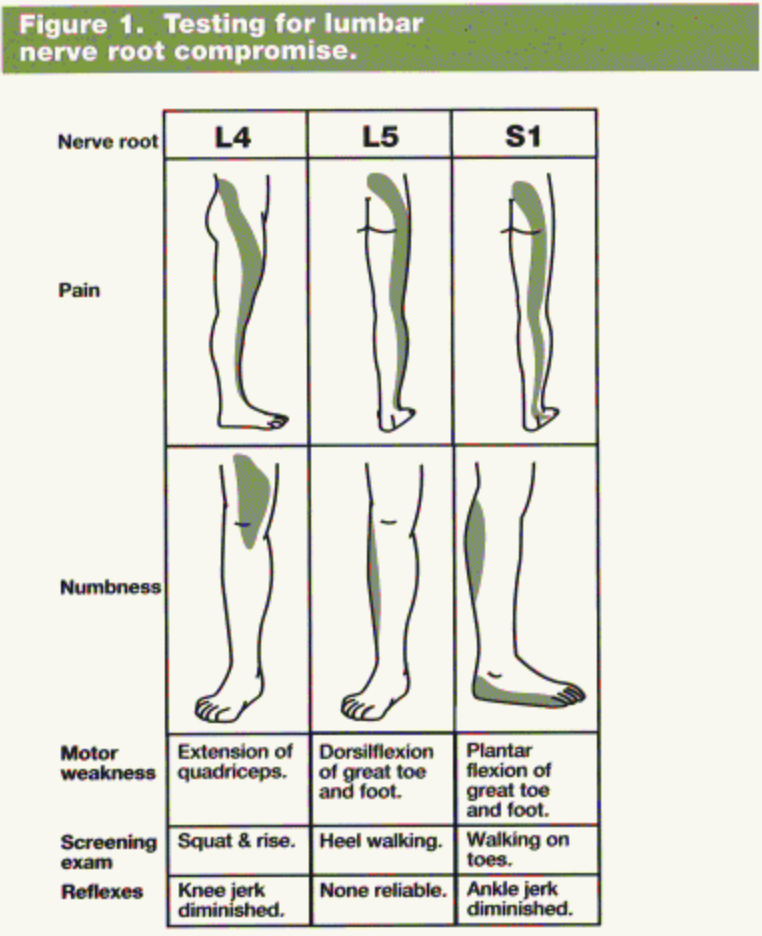 Figure 1. Testing for lumbar
nerve root compromise.
Nerve root
L4
L5
S1
Pain
Numbness
Motor
weakness
Extension of
quadriceps.
Dorsilflexion
of great toe
and foot.
Plantar
flexion of
great toe
and foot.
Screening
exam
Squat & rise.
Heel walking.
Walking on
toes.
Reflexes
Knee jerk
diminished.
None reliable.
Ankle jerk
diminished.